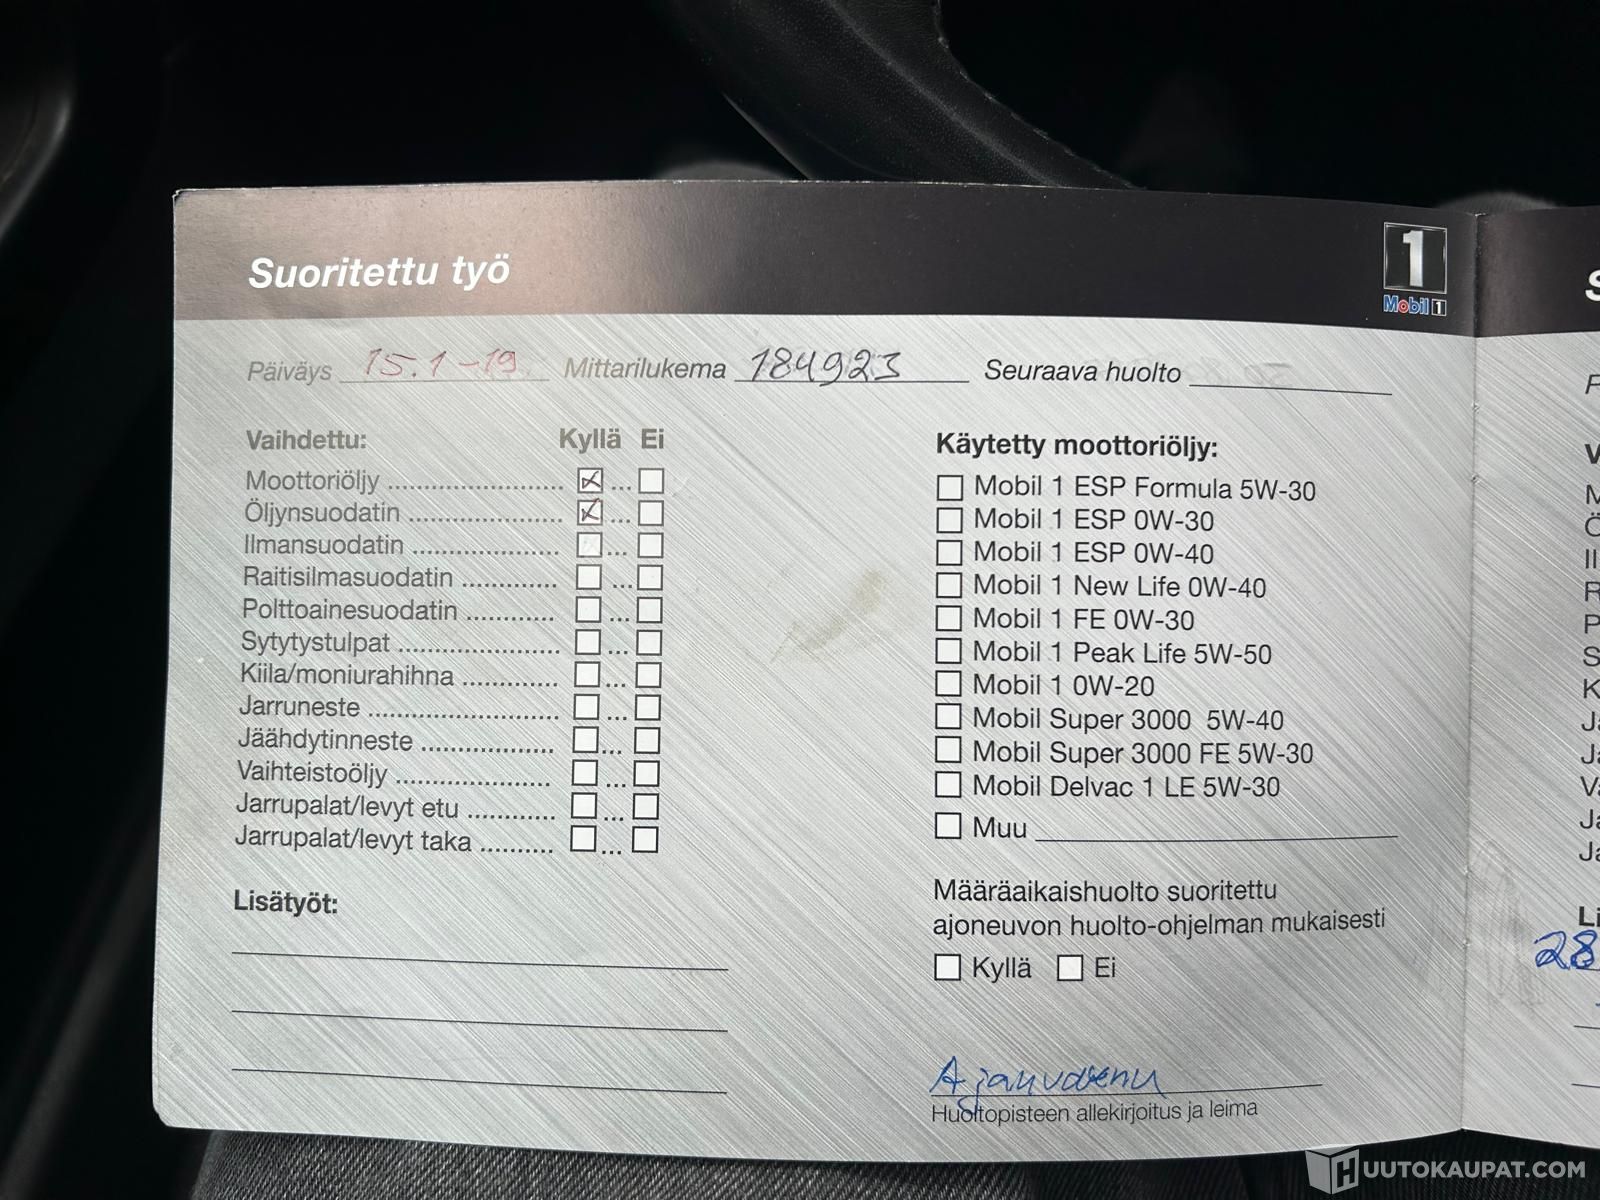 Suoritettu työ
1
Mobil 1
Päiväys 15.1-19 Mittarilukema 184923 Seuraava huolto
Vaihdettu: Kyllä Ei
Moottoriöljy
Öljynsuodatin
Ilmansuodatin
Raitisilmasuodatin
Polttoainesuodatin
Sytytystulpat
Kiila/moniurahihna
Jarruneste
Jäähdytinneste
Vaihteistoöljy
Jarrupalat/levyt etu
Jarrupalat/levyt taka
Lisätyöt:
Käytetty moottoriöljy:
Mobil 1 ESP Formula 5W-30
Mobil 1 ESP 0W-30
Mobil 1 ESP 0W-40
Mobil 1 New Life 0W-40
Mobil 1 FE 0W-30
Mobil 1 Peak Life 5W-50
Mobil 1 0W-20
Mobil Super 3000 5W-40
Mobil Super 3000 FE 5W-30
Mobil Delvac 1 LE 5W-30
Muu
Määräaikaishuolto suoritettu
ajoneuvon huolto-ohjelman mukaisesti
Kyllä Ei
Huoltopisteen allekirjoitus ja leima
28
HUUTOKAUPAT.COM